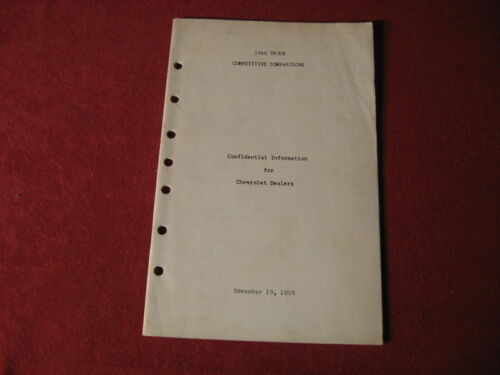 1960 TRUCK
COMPETITIVE COMPARISONS
Confidential Information
for
Chevrolet Dealers
November 19, 1959